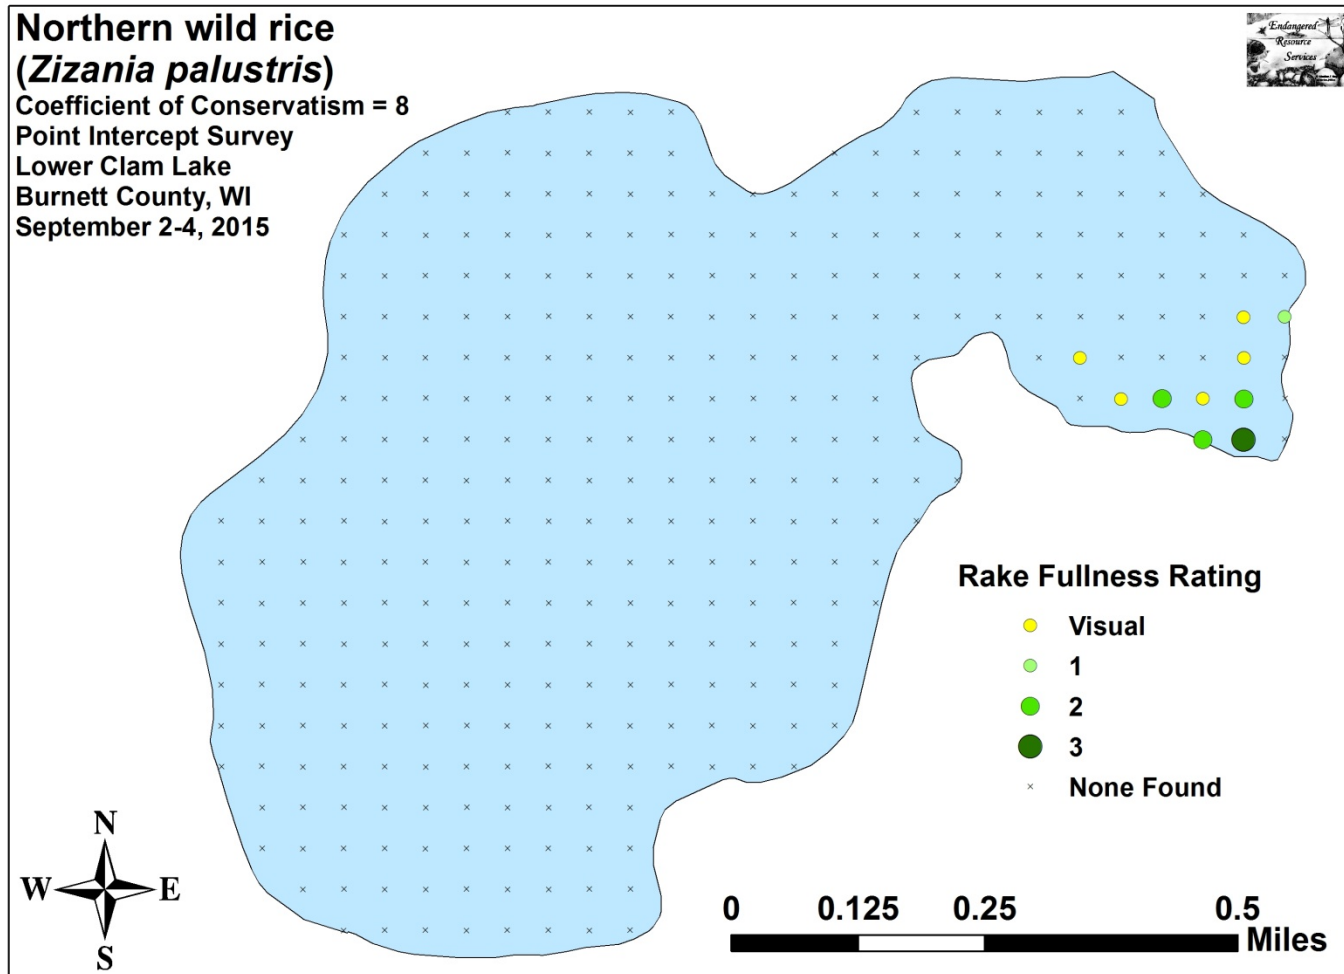 Northern wild rice
(Zizania palustris)
Coefficient of Conservatism = 8
Point Intercept Survey
Lower Clam Lake
Burnett County, WI
September 2-4, 2015
Endangered
Resource
Services
Rake Fullness Rating
Visual
1
2
3
None Found
N
W E
S
0 0.125 0.25 0.5
Miles